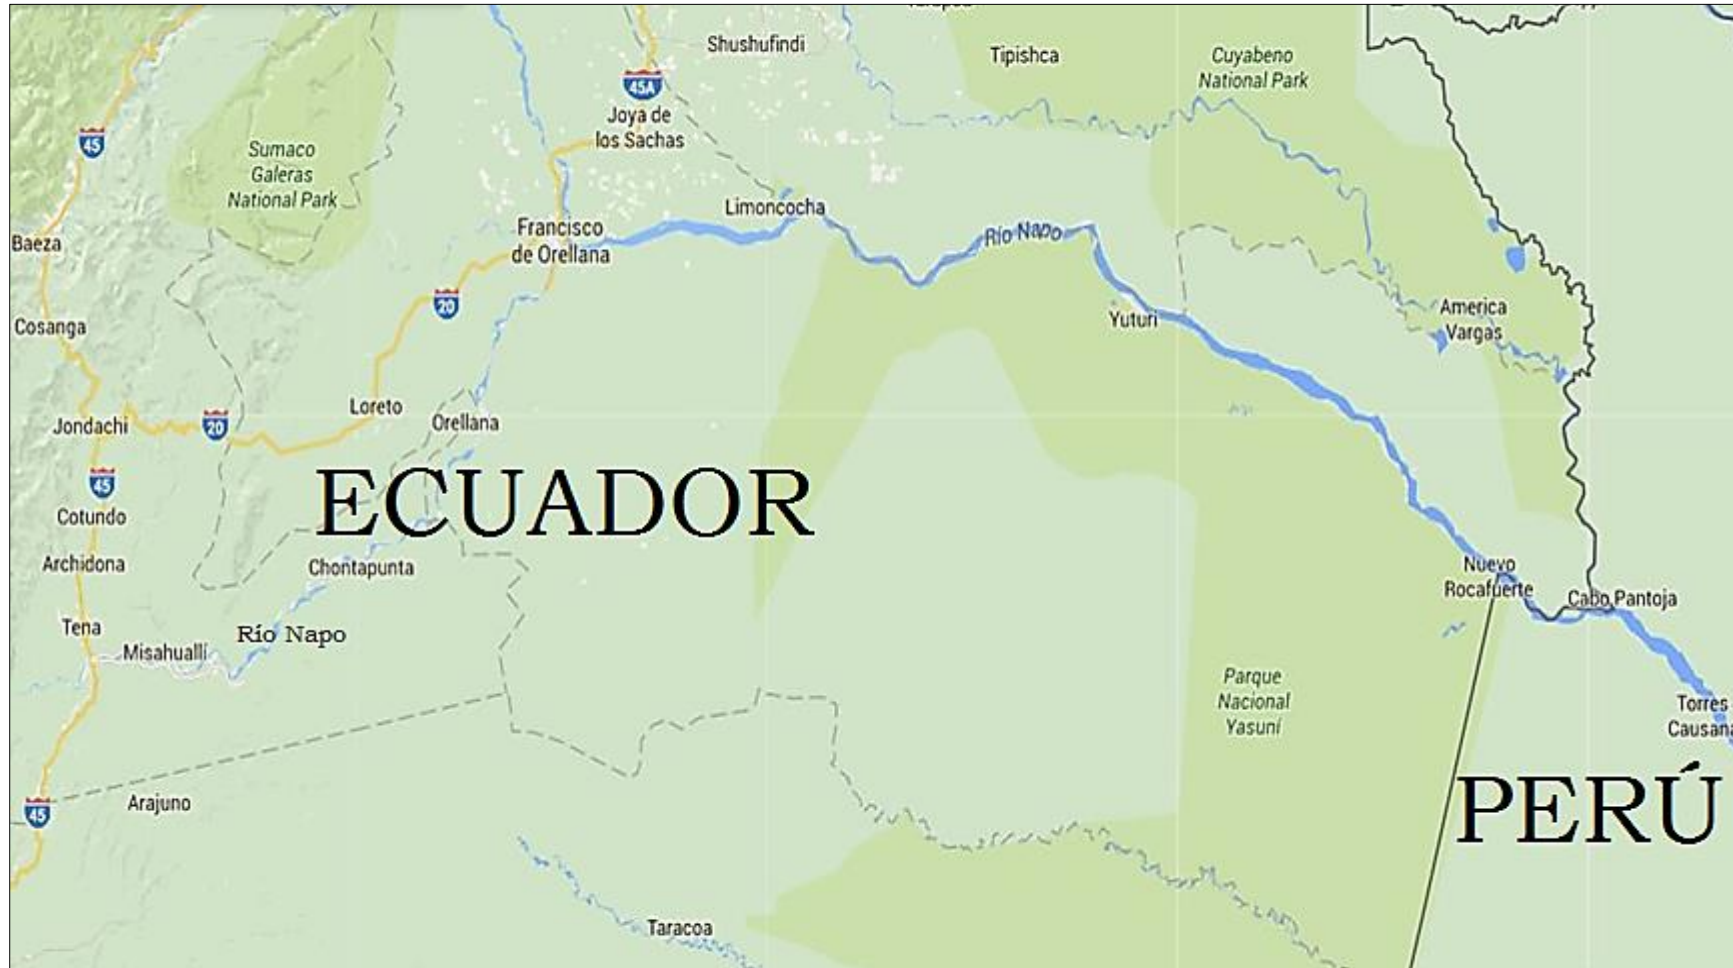 Shushufindi
Tipishca
Cuyabeno
National Park
45A
Joya de
los Sachas
45
Sumaco
Galeras
National Park
Limoncocha
Francisco
de Orellana
Río Napo
Baeza
20
America
Vargas
Yuturi
Cosanga
Loreto
Orellana
Jondachi
20
ECUADOR
45
Cotundo
Archidona
Chontapunta
Nuevo
Rocafuerte
Cabo Pantoja
Tena
Río Napo
Misahuallí
Parque
Nacional
Yasuní
Torres
Causana
PERÚ
Arajuno
45
Taracoa